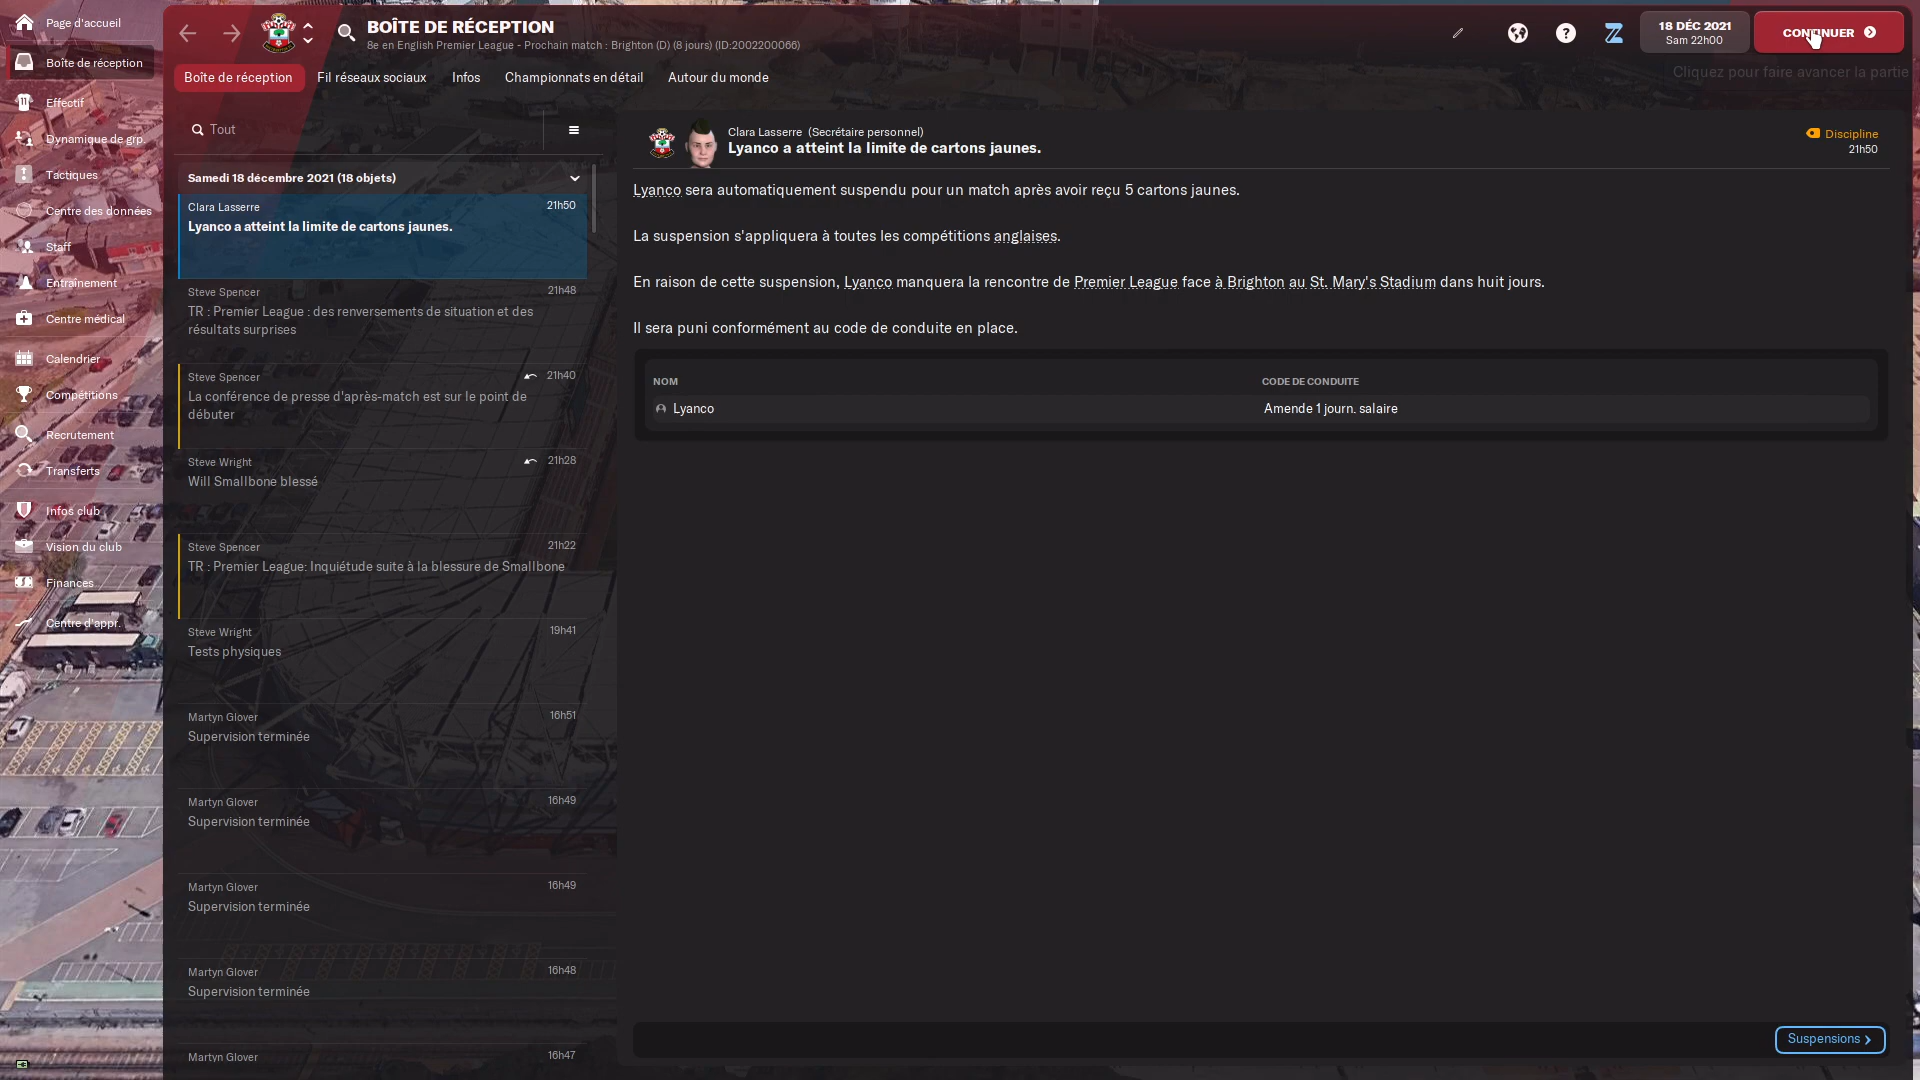 Page d'accueil
Boîte de réception
Effectif
Dynamique de grp.
Tactiques
Centre des données
Staff
Entraînement
Centre médical
Calendrier
Compétitions
Recrutement
Transferts
Infos club
Vision du club
Finances
Centre d'appr.
BOÎTE DE RÉCEPTION
8e en English Premier League - Prochain match : Brighton (D) (8 jours) (ID:2002200066)
18 DÉC 2021
Sam 22h00
CONTINUER
Cliquez pour faire avancer la partie
Boîte de réception
Fil réseaux sociaux
Infos
Championnats en détail
Autour du monde
Tout
Samedi 18 décembre 2021 (18 objets)
Clara Lasserre 21h50
Lyanco a atteint la limite de cartons jaunes.
Steve Spencer 21h48
TR : Premier League : des renversements de situation et des
résultats surprises
Steve Spencer 21h40
La conférence de presse d'après-match est sur le point de
débuter
Steve Wright 21h28
Will Smallbone blessé
Steve Spencer 21h22
TR : Premier League: Inquiétude suite à la blessure de Smallbone
Steve Wright 19h41
Tests physiques
Martyn Glover 16h51
Supervision terminée
Martyn Glover 16h49
Supervision terminée
Martyn Glover 16h49
Supervision terminée
Martyn Glover 16h48
Supervision terminée
Martyn Glover 16h47
Clara Lasserre (Secrétaire personnel)
Lyanco a atteint la limite de cartons jaunes.
Discipline
21h50
Lyanco sera automatiquement suspendu pour un match après avoir reçu 5 cartons jaunes.
La suspension s'appliquera à toutes les compétitions anglaises.
En raison de cette suspension, Lyanco manquera la rencontre de Premier League face à Brighton au St. Mary's Stadium dans huit jours.
Il sera puni conformément au code de conduite en place.
NOM CODE DE CONDUITE
Lyanco Amende 1 journ. salaire
Suspensions